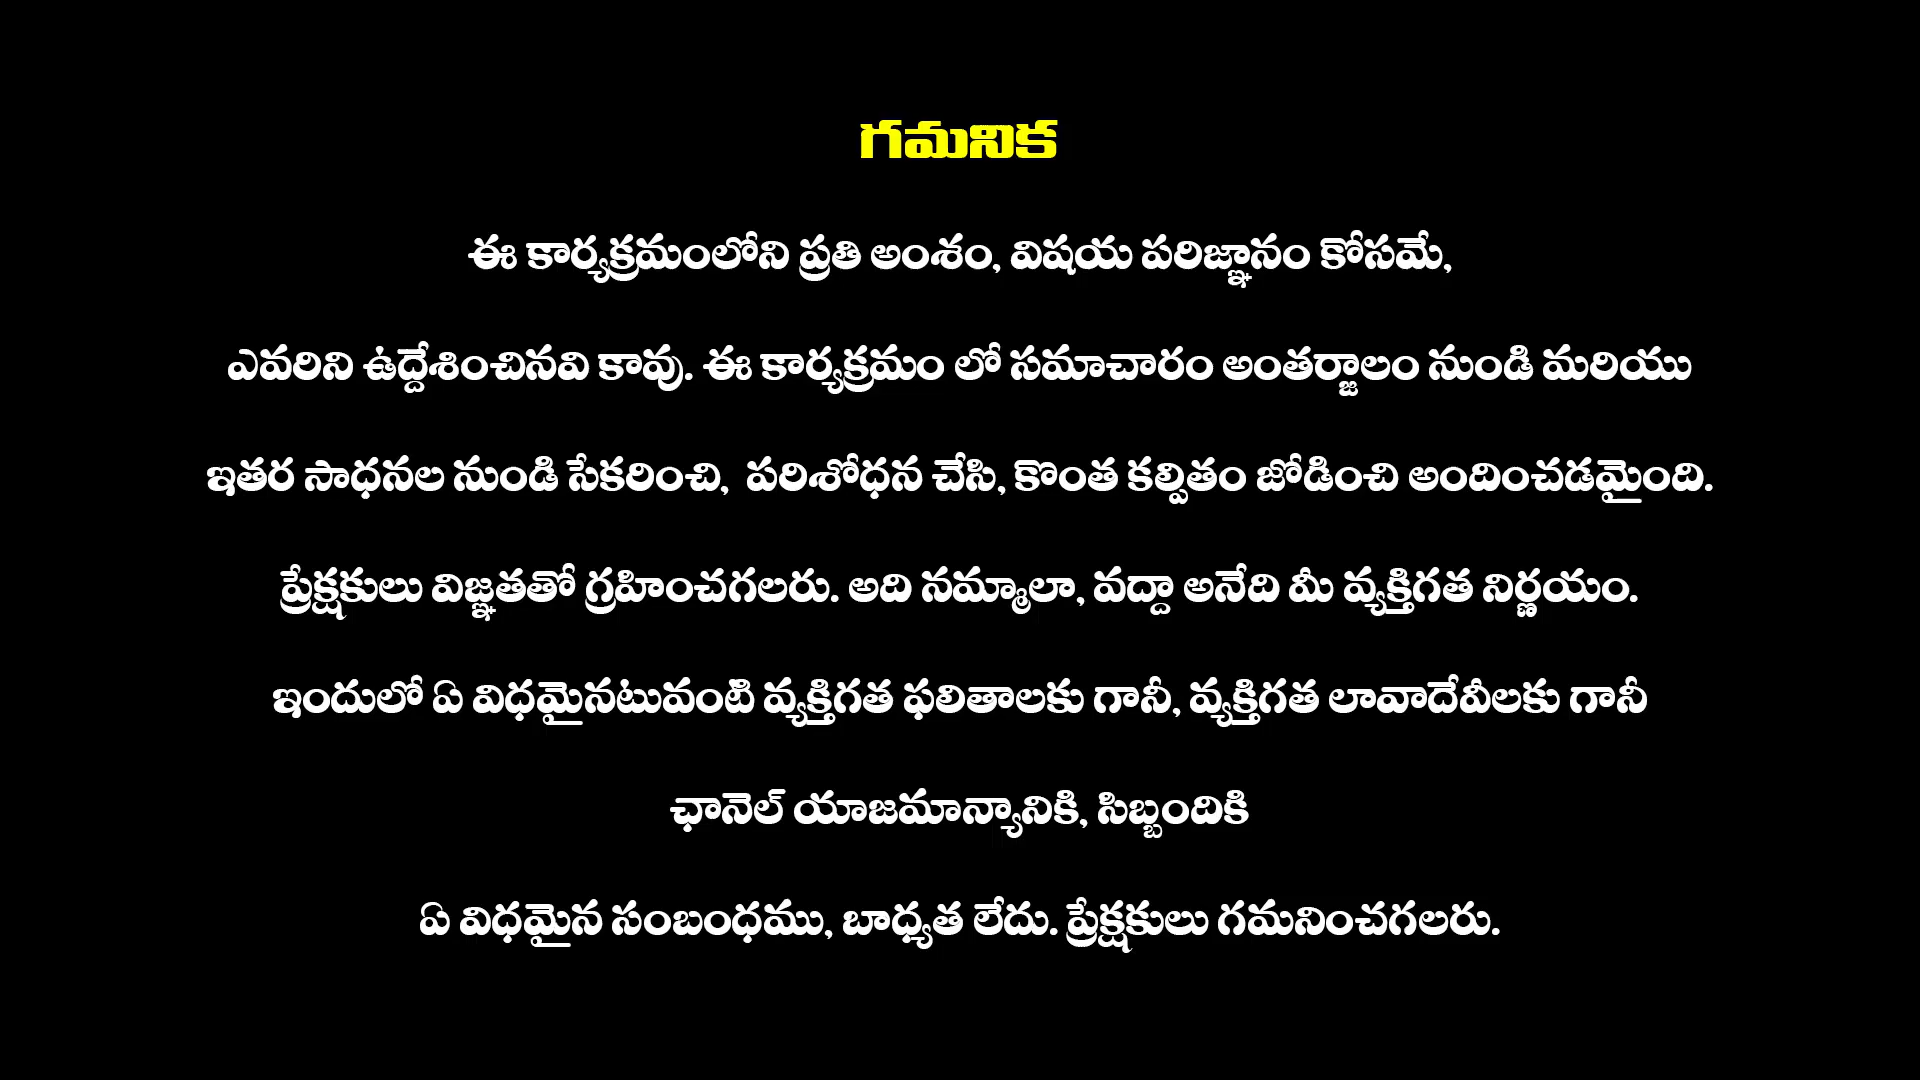 గమనిక
ఈ కార్యక్రమంలోని ప్రతి అంశం, విషయ పరిజ్ఞానం కోసమే,
ఎవరిని ఉద్దేశించినవి కావు. ఈ కార్యక్రమం లో సమాచారం అంతర్జాలం నుండి మరియు
ఇతర సాధనల నుండి సేకరించి, పరిశోధన చేసి, కొంత కల్పితం జోడించి అందించడమైంది.
ప్రేక్షకులు విజ్ఞతతో గ్రహించగలరు. అది నమ్మాలా, వద్దా అనేది మీ వ్యక్తిగత నిర్ణయం.
ఇందులో ఏ విధమైనటువంటి వ్యక్తిగత ఫలితాలకు గానీ, వ్యక్తిగత లావాదేవీలకు గానీ
ఛానెల్ యాజమాన్యానికి, సిబ్బందికి
ఏ విధమైన సంబంధము, బాధ్యత లేదు. ప్రేక్షకులు గమనించగలరు.